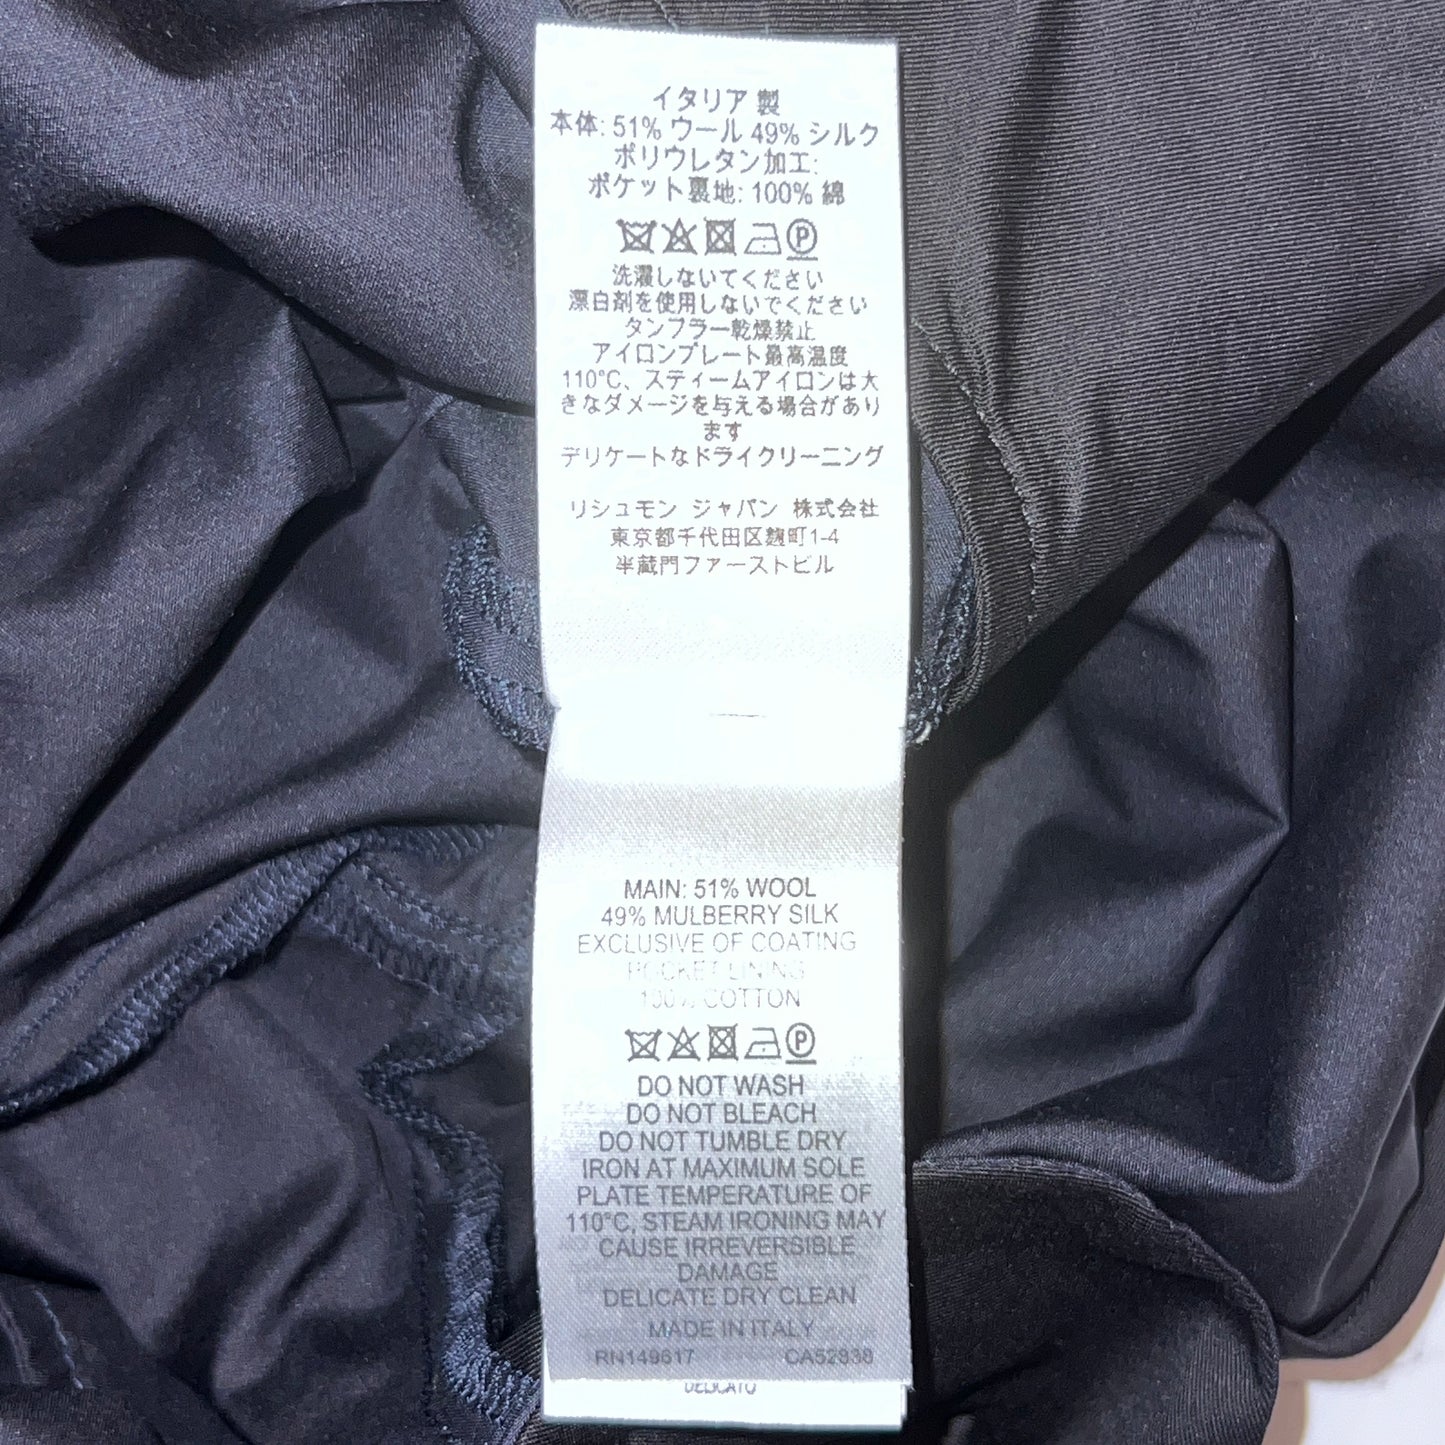 イタリア 製
本体: 51% ウール 49% シルク
ポリウレタン加工:
ポケット裏地: 100% 綿
P
洗濯しないてください
漂白剤を使用しないでください
タンブラー乾燥禁止
アイロンプレート最高温度
110°C、スティームアイロンは大
きなダメージを与える場合があり
ます
デリケートなドライクリーニング
リシュモン ジャパン 株式会社
東京都千代田区麹町1-4
半蔵門ファーストビル
MAIN: 51% WOOL
49% MULBERRY SILK
EXCLUSIVE OF COATING
POCKET LINING
100% COTTON
P
DO NOT WASH
DO NOT BLEACH
DO NOT TUMBLE DRY
IRON AT MAXIMUM SOLE
PLATE TEMPERATURE OF
110°C, STEAM IRONING MAY
CAUSE IRREVERSIBLE
DAMAGE
DELICATE DRY CLEAN
MADE IN ITALY
RN149617 CA52838
DELICATO